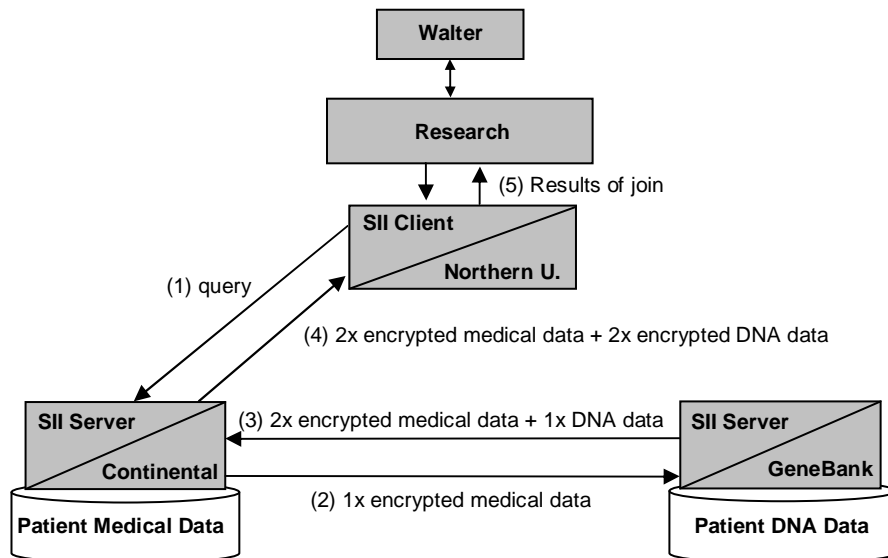 Walter
Research
(5) Results of join
SII Client
Northern U.
(1) query
(4) 2x encrypted medical data + 2x encrypted DNA data
SII Server
Continental
(3) 2x encrypted medical data + 1x DNA data
SII Server
GeneBank
(2) 1x encrypted medical data
Patient Medical Data
Patient DNA Data